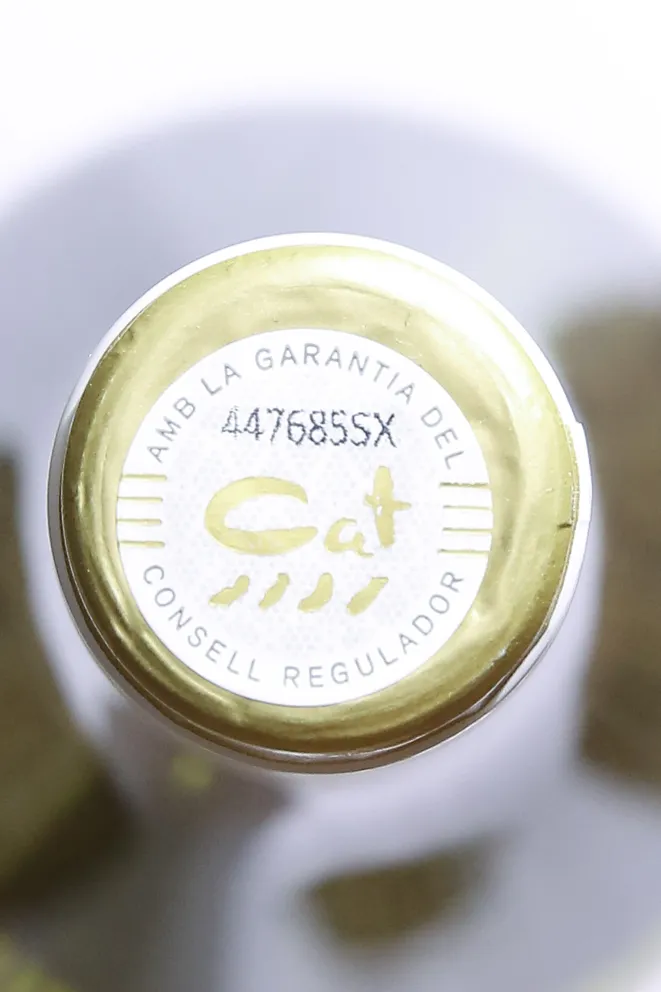 AMB LA GARANTIA DEL
447685SX
Cat
CONSELL REGULADOR